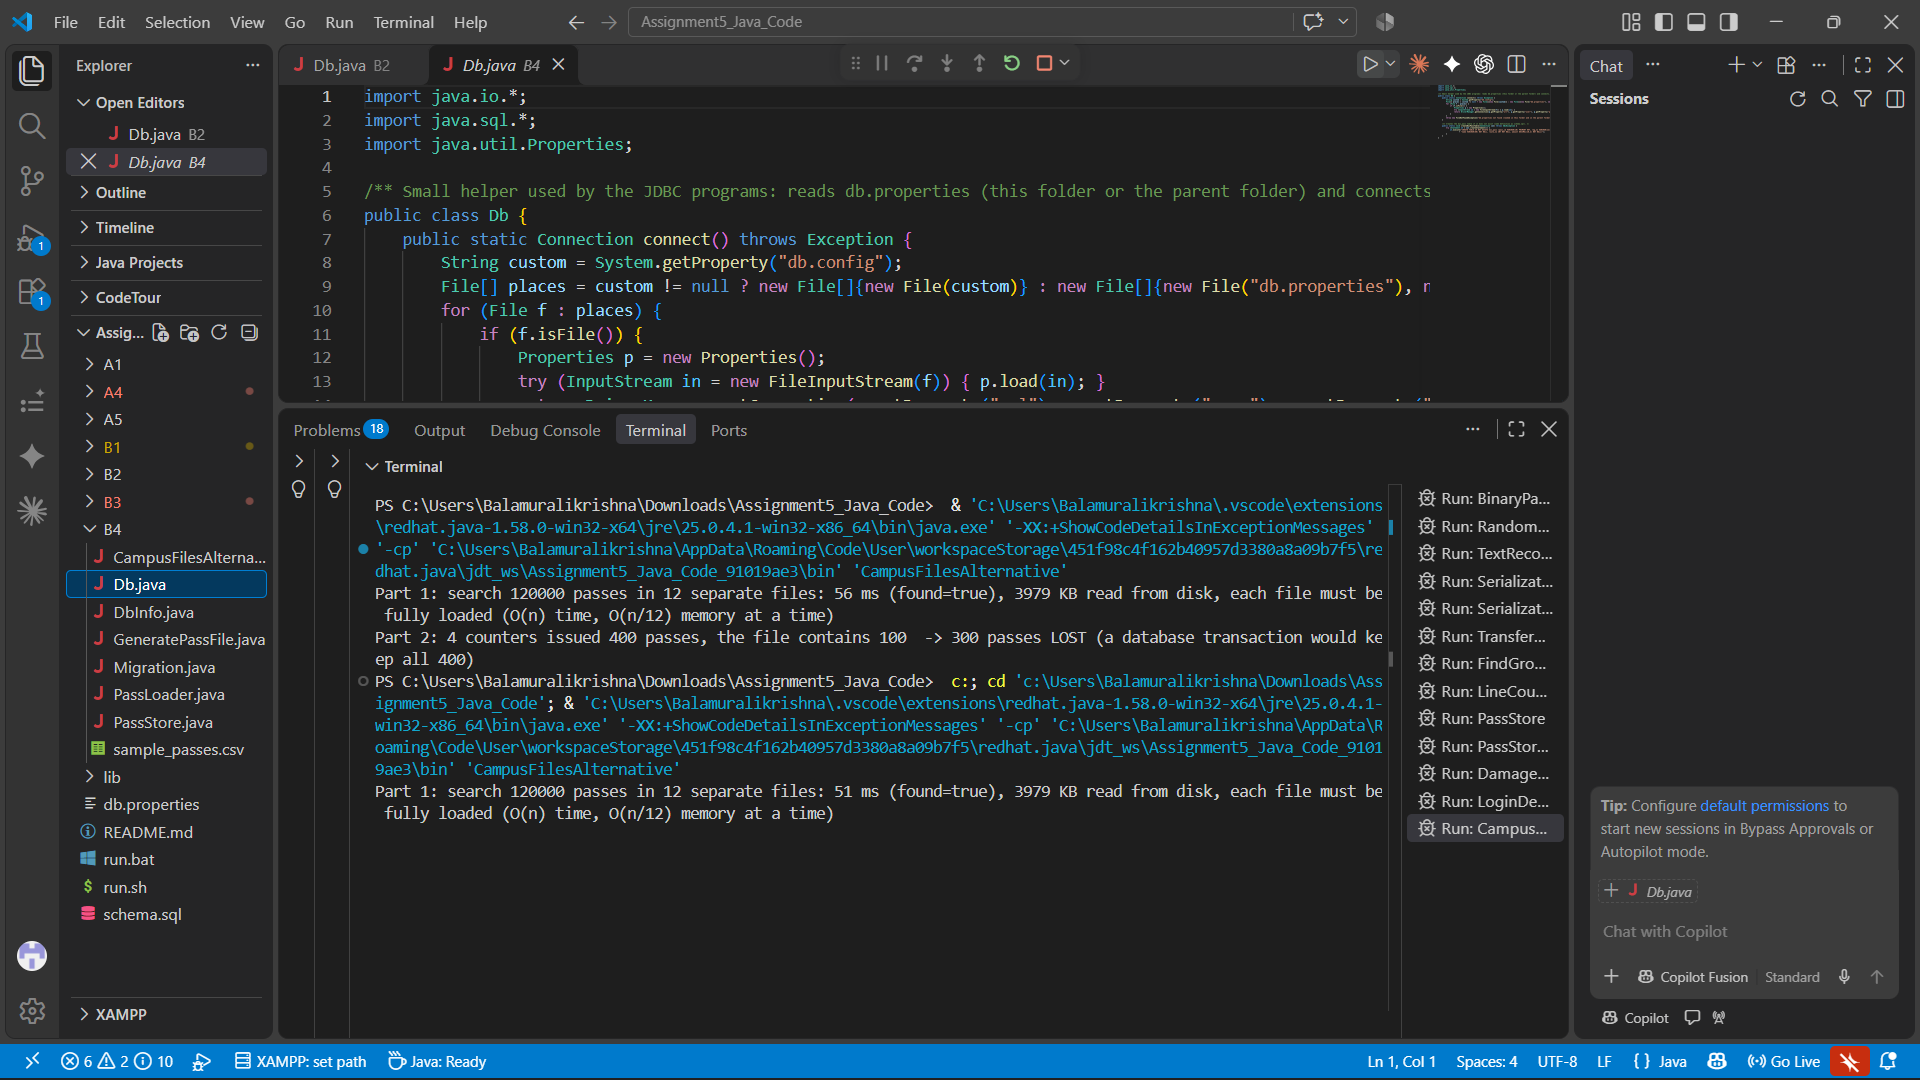 File Edit Selection View Go Run Terminal Help
Assignment5_Java_Code
Explorer
Open Editors
Db.java B2
Db.java B4
Outline
Timeline
Java Projects
CodeTour
Assig...
A1
A4
A5
B1
B2
B3
B4
CampusFilesAlterna...
Db.java
DbInfo.java
GeneratePassFile.java
Migration.java
PassLoader.java
PassStore.java
sample_passes.csv
lib
db.properties
README.md
run.bat
run.sh
schema.sql
XAMPP
1
1
Db.java B2
Db.java B4
1 import java.io.*;
2 import java.sql.*;
3 import java.util.Properties;
4
5 /** Small helper used by the JDBC programs: reads db.properties (this folder or the parent folder) and connects
6 public class Db {
7 public static Connection connect() throws Exception {
8 String custom = System.getProperty("db.config");
9 File[] places = custom != null ? new File[]{new File(custom)} : new File[]{new File("db.properties"), n
10 for (File f : places) {
11 if (f.isFile()) {
12 Properties p = new Properties();
13 try (InputStream in = new FileInputStream(f)) { p.load(in); }
Problems 18 Output Debug Console Terminal Ports
Terminal
PS C:\Users\Balamuralikrishna\Downloads\Assignment5_Java_Code> & 'C:\Users\Balamuralikrishna\.vscode\extensions
\redhat.java-1.58.0-win32-x64\jre\25.0.4.1-win32-x86_64\bin\java.exe' '-XX:+ShowCodeDetailsInExceptionMessages'
'-cp' 'C:\Users\Balamuralikrishna\AppData\Roaming\Code\User\workspaceStorage\451f98c4f162b40957d3380a8a09b7f5\re
dhat.java\jdt_ws\Assignment5_Java_Code_91019ae3\bin' 'CampusFilesAlternative'
Part 1: search 120000 passes in 12 separate files: 56 ms (found=true), 3979 KB read from disk, each file must be
fully loaded (O(n) time, O(n/12) memory at a time)
Part 2: 4 counters issued 400 passes, the file contains 100 -> 300 passes LOST (a database transaction would ke
ep all 400)
PS C:\Users\Balamuralikrishna\Downloads\Assignment5_Java_Code> c:; cd 'c:\Users\Balamuralikrishna\Downloads\Ass
ignment5_Java_Code'; & 'C:\Users\Balamuralikrishna\.vscode\extensions\redhat.java-1.58.0-win32-x64\jre\25.0.4.1-
win32-x86_64\bin\java.exe' '-XX:+ShowCodeDetailsInExceptionMessages' '-cp' 'C:\Users\Balamuralikrishna\AppData\R
oaming\Code\User\workspaceStorage\451f98c4f162b40957d3380a8a09b7f5\redhat.java\jdt_ws\Assignment5_Java_Code_9101
9ae3\bin' 'CampusFilesAlternative'
Part 1: search 120000 passes in 12 separate files: 51 ms (found=true), 3979 KB read from disk, each file must be
fully loaded (O(n) time, O(n/12) memory at a time)
Run: BinaryPa...
Run: Random...
Run: TextReco...
Run: Serializat...
Run: Serializat...
Run: Transfer...
Run: FindGro...
Run: LineCou...
Run: PassStore
Run: PassStor...
Run: Damage...
Run: LoginDe...
Run: Campus...
Chat
Sessions
Tip: Configure default permissions to
start new sessions in Bypass Approvals or
Autopilot mode.
Db.java
Chat with Copilot
Copilot Fusion Standard
Copilot
6 2 10 XAMPP: set path Java: Ready
Ln 1, Col 1 Spaces: 4 UTF-8 LF {} Java Go Live